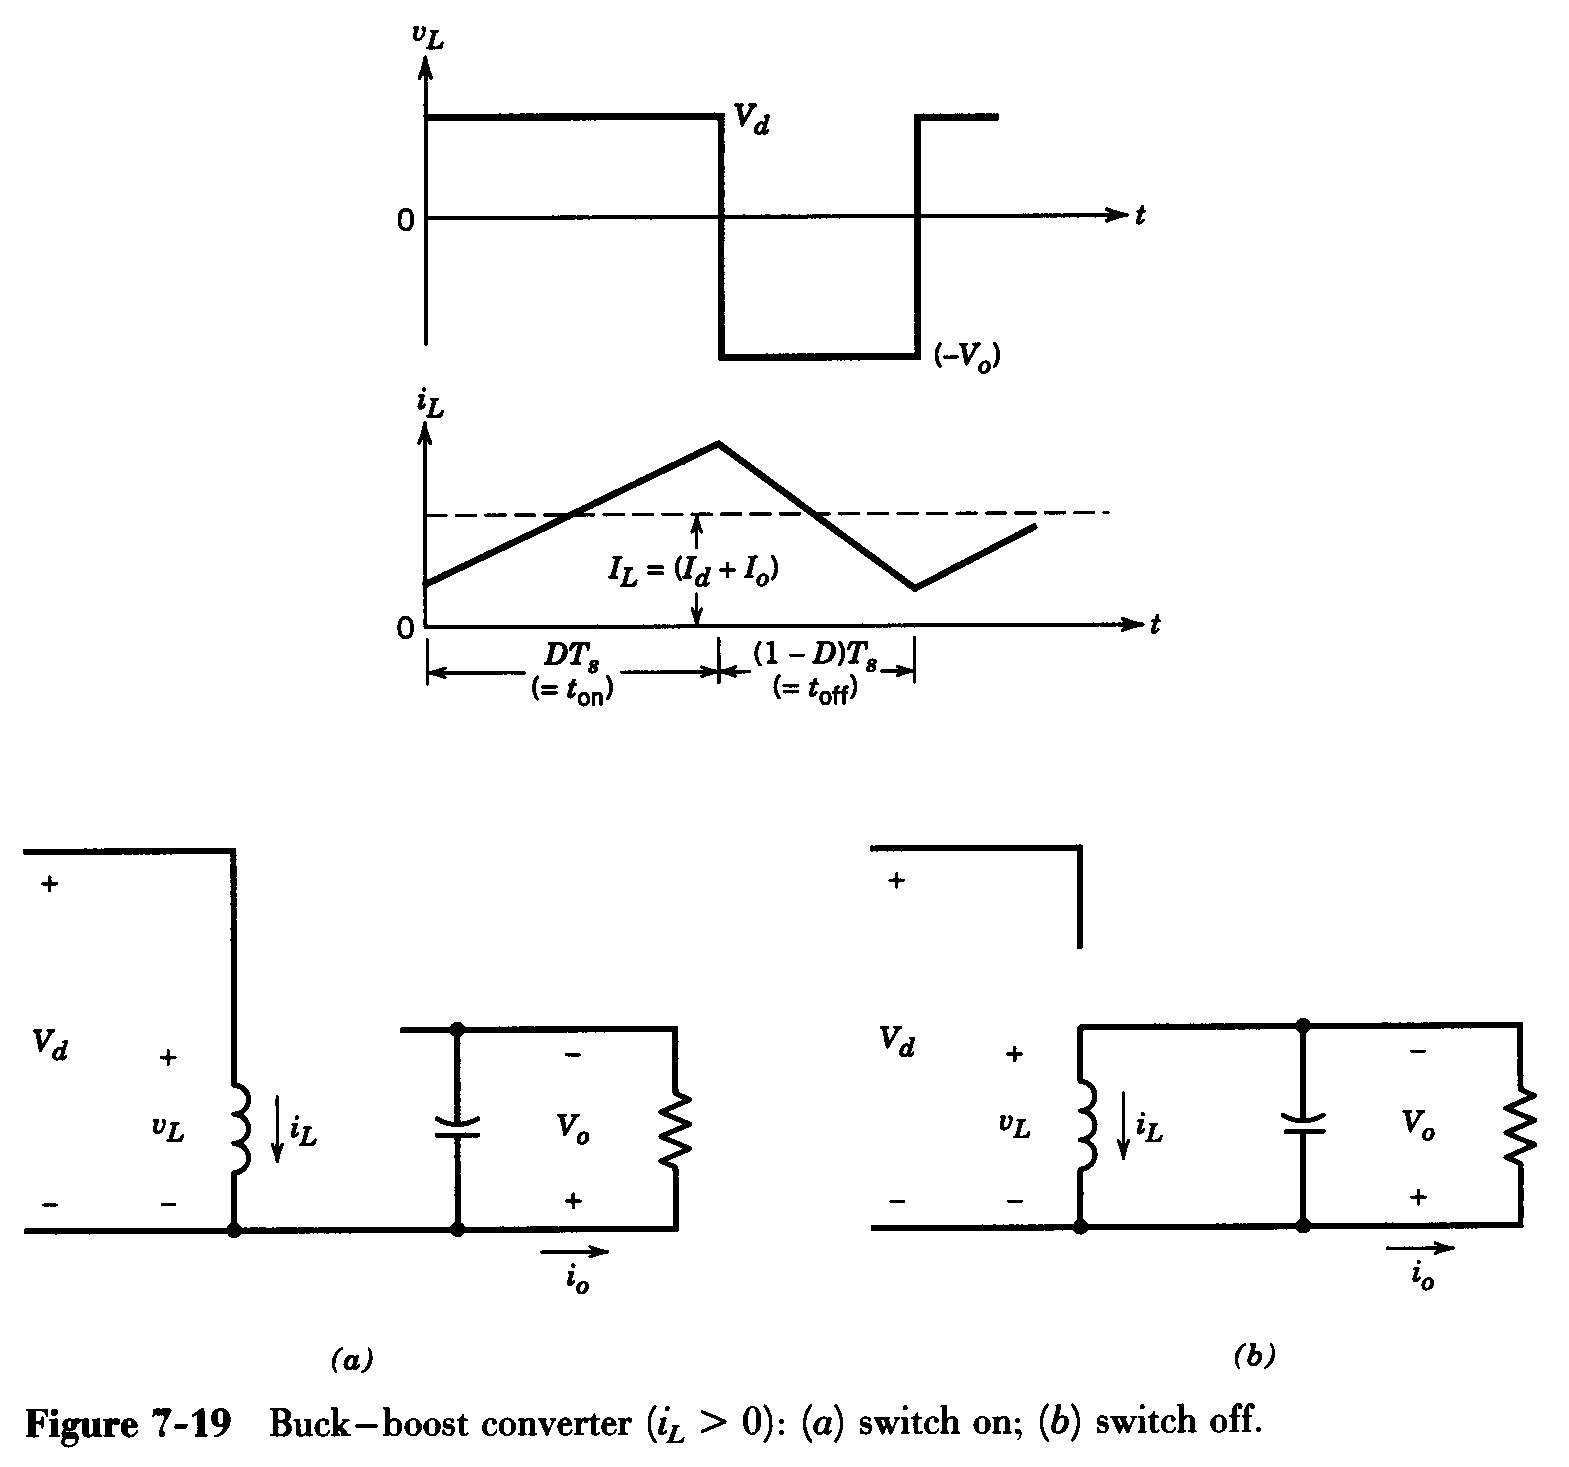 v_L
V_d
0
t
(–V_o)
i_L
I_L = (I_d + I_o)
0
t
DT_s
(= t_on)
(1 – D)T_s
(= t_off)
+
V_d
+
v_L
i_L
–
V_o
–
–
+
i_o
(a)
+
V_d
+
v_L
i_L
–
V_o
–
–
+
i_o
(b)
Figure 7-19 Buck–boost converter (i_L > 0): (a) switch on; (b) switch off.